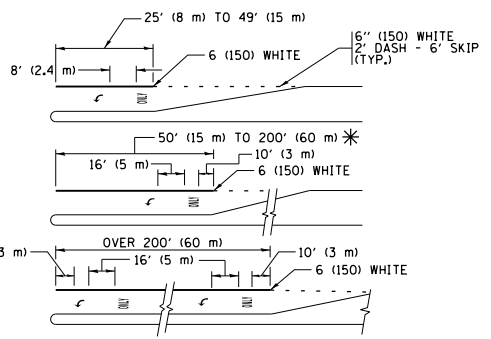 25' (8 m) TO 49' (15 m)
6" (150) WHITE
2' DASH - 6' SKIP
(TYP.)
6 (150) WHITE
8' (2.4 m)
ONLY
50' (15 m) TO 200' (60 m) *
16' (5 m)
10' (3 m)
6 (150) WHITE
ONLY
OVER 200' (60 m)
3 m)
16' (5 m)
10' (3 m)
6 (150) WHITE
ONLY
ONLY